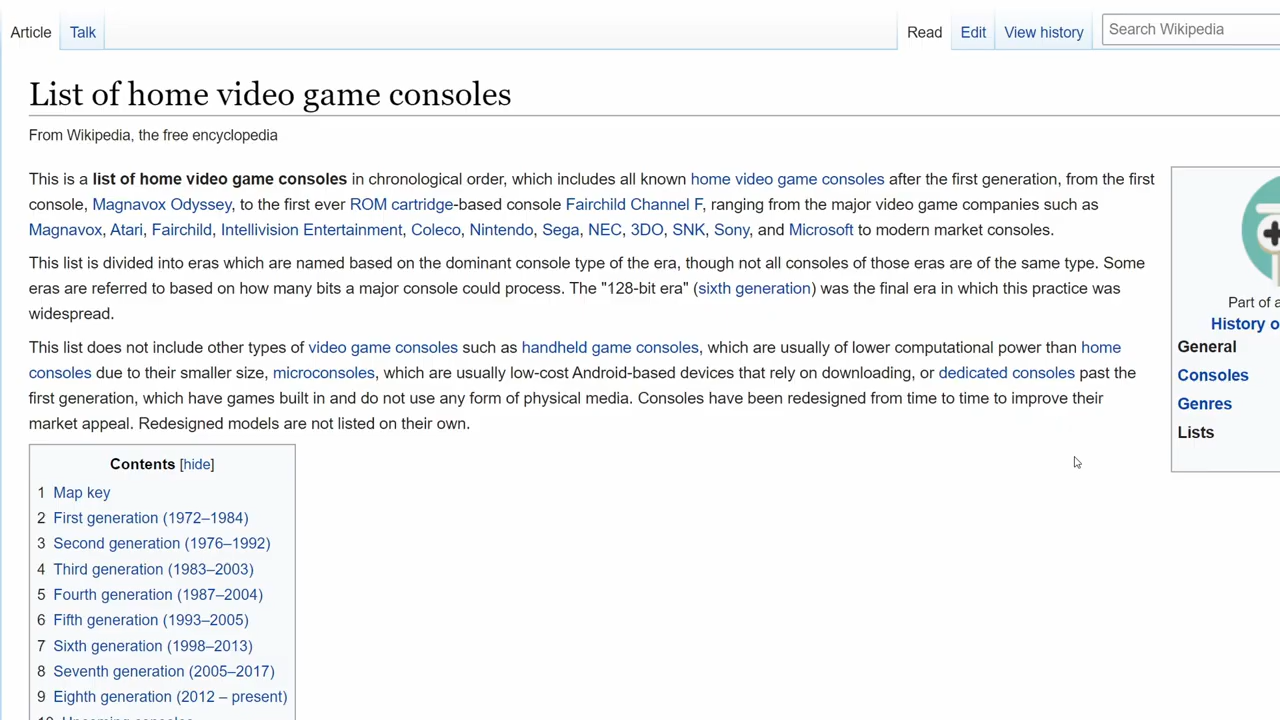 Article Talk Read Edit View history Search Wikipedia
List of home video game consoles
From Wikipedia, the free encyclopedia
This is a list of home video game consoles in chronological order, which includes all known home video game consoles after the first generation, from the first
console, Magnavox Odyssey, to the first ever ROM cartridge-based console Fairchild Channel F, ranging from the major video game companies such as
Magnavox, Atari, Fairchild, Intellivision Entertainment, Coleco, Nintendo, Sega, NEC, 3DO, SNK, Sony, and Microsoft to modern market consoles.
This list is divided into eras which are named based on the dominant console type of the era, though not all consoles of those eras are of the same type. Some
eras are referred to based on how many bits a major console could process. The "128-bit era" (sixth generation) was the final era in which this practice was
widespread.
This list does not include other types of video game consoles such as handheld game consoles, which are usually of lower computational power than home
consoles due to their smaller size, microconsoles, which are usually low-cost Android-based devices that rely on downloading, or dedicated consoles past the
first generation, which have games built in and do not use any form of physical media. Consoles have been redesigned from time to time to improve their
market appeal. Redesigned models are not listed on their own.
Contents [hide]
1 Map key
2 First generation (1972–1984)
3 Second generation (1976–1992)
4 Third generation (1983–2003)
5 Fourth generation (1987–2004)
6 Fifth generation (1993–2005)
7 Sixth generation (1998–2013)
8 Seventh generation (2005–2017)
9 Eighth generation (2012 – present)
10 Upcoming consoles
Part of a
History o
General
Consoles
Genres
Lists